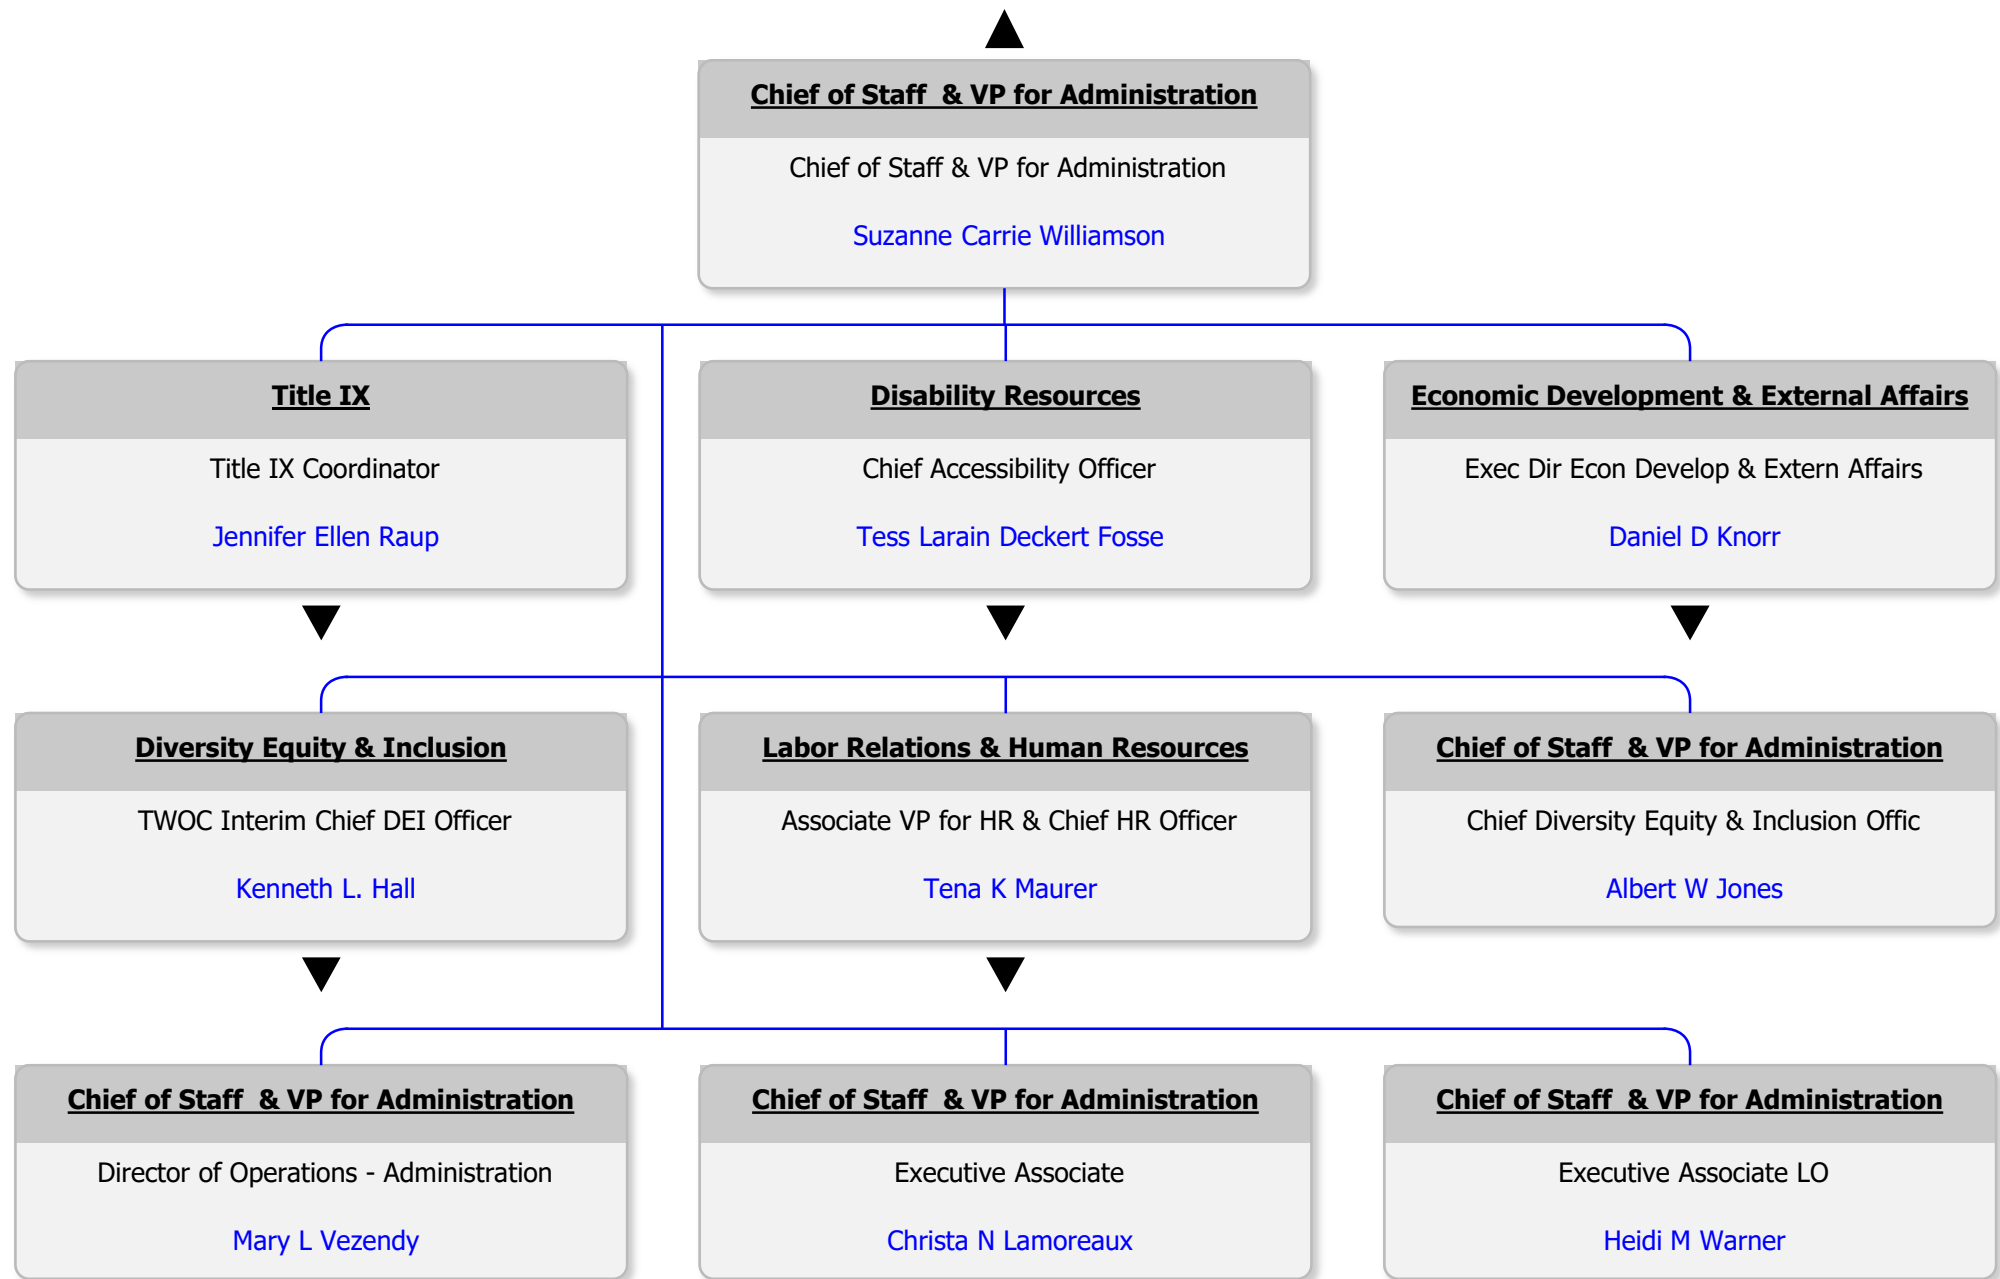 Chief of Staff  & VP for Administration
Chief of Staff & VP for Administration
Suzanne Carrie Williamson
Title IX
Title IX Coordinator
Jennifer Ellen Raup
Disability Resources
Chief Accessibility Officer
Tess Larain Deckert Fosse
Economic Development & External Affairs
Exec Dir Econ Develop & Extern Affairs
Daniel D Knorr
Diversity Equity & Inclusion
TWOC Interim Chief DEI Officer
Kenneth L. Hall
Labor Relations & Human Resources
Associate VP for HR & Chief HR Officer
Tena K Maurer
Chief of Staff  & VP for Administration
Chief Diversity Equity & Inclusion Offic
Albert W Jones
Chief of Staff  & VP for Administration
Director of Operations - Administration
Mary L Vezendy
Chief of Staff  & VP for Administration
Executive Associate
Christa N Lamoreaux
Chief of Staff  & VP for Administration
Executive Associate LO
Heidi M Warner